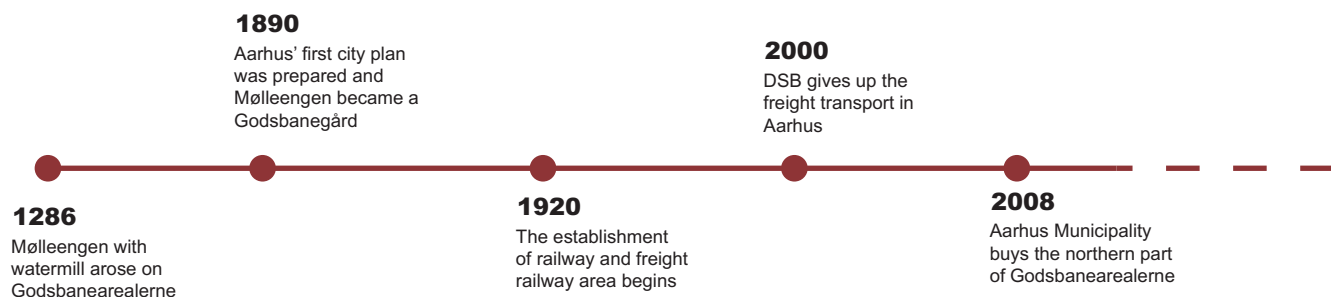 1890
Aarhus’ first city plan
was prepared and
Mølleengen became a
Godsbanegård
2000
DSB gives up the
freight transport in
Aarhus
1286
Mølleengen with
watermill arose on
Godsbanearealerne
1920
The establishment
of railway and freight
railway area begins
2008
Aarhus Municipality
buys the northern part
of Godsbanearealerne